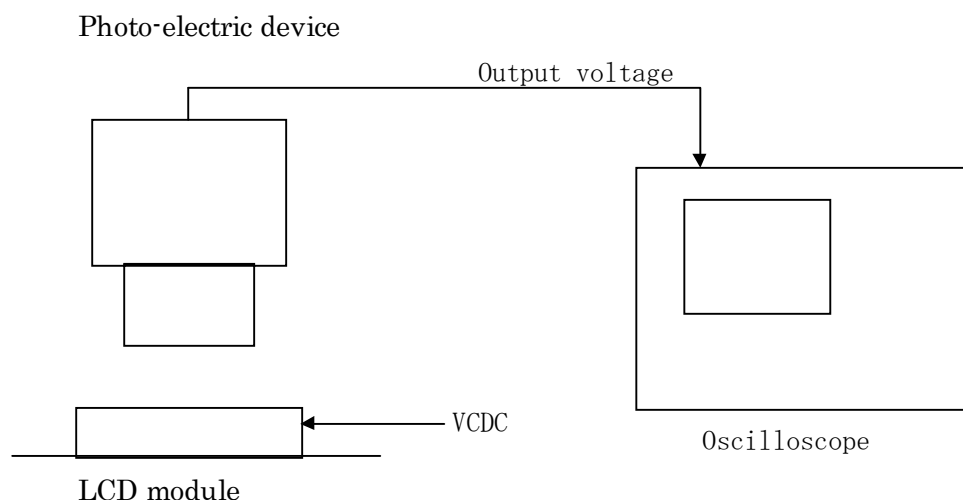 Photo-electric device
Output voltage
VCDC
Oscilloscope
LCD module